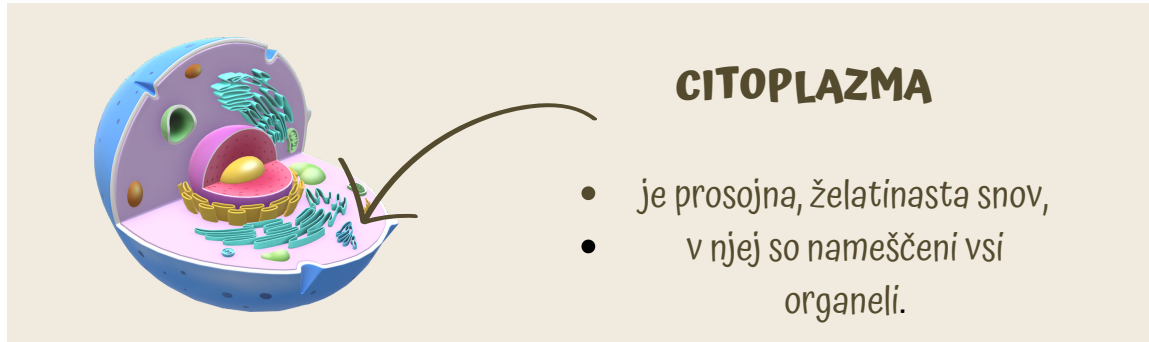 CITOPLAZMA
• je prosojna, želatinasta snov,
• v njej so nameščeni vsi
organeli.